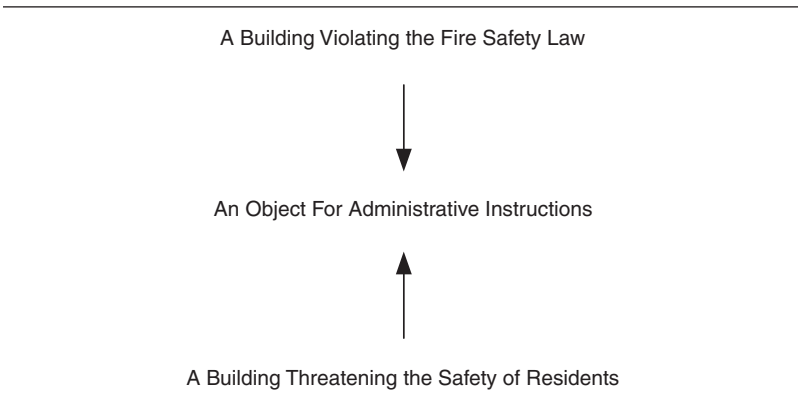 A Building Violating the Fire Safety Law
An Object For Administrative Instructions
A Building Threatening the Safety of Residents